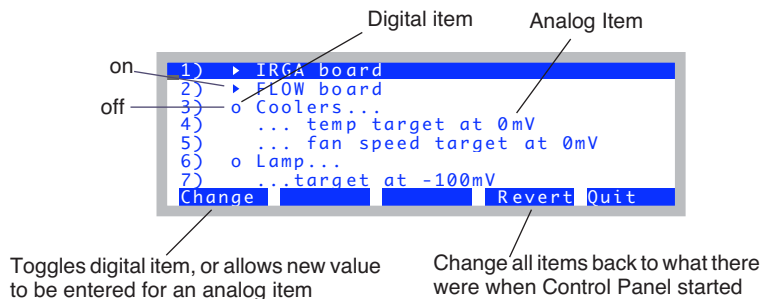 Digital item
Analog Item
on
off
1) ▸ IRGA board
2) ▸ FLOW board
3) o Coolers...
4) ... temp target at 0mV
5) ... fan speed target at 0mV
6) o Lamp...
7) ...target at -100mV
Change Revert Quit
Toggles digital item, or allows new value
to be entered for an analog item
Change all items back to what there
were when Control Panel started